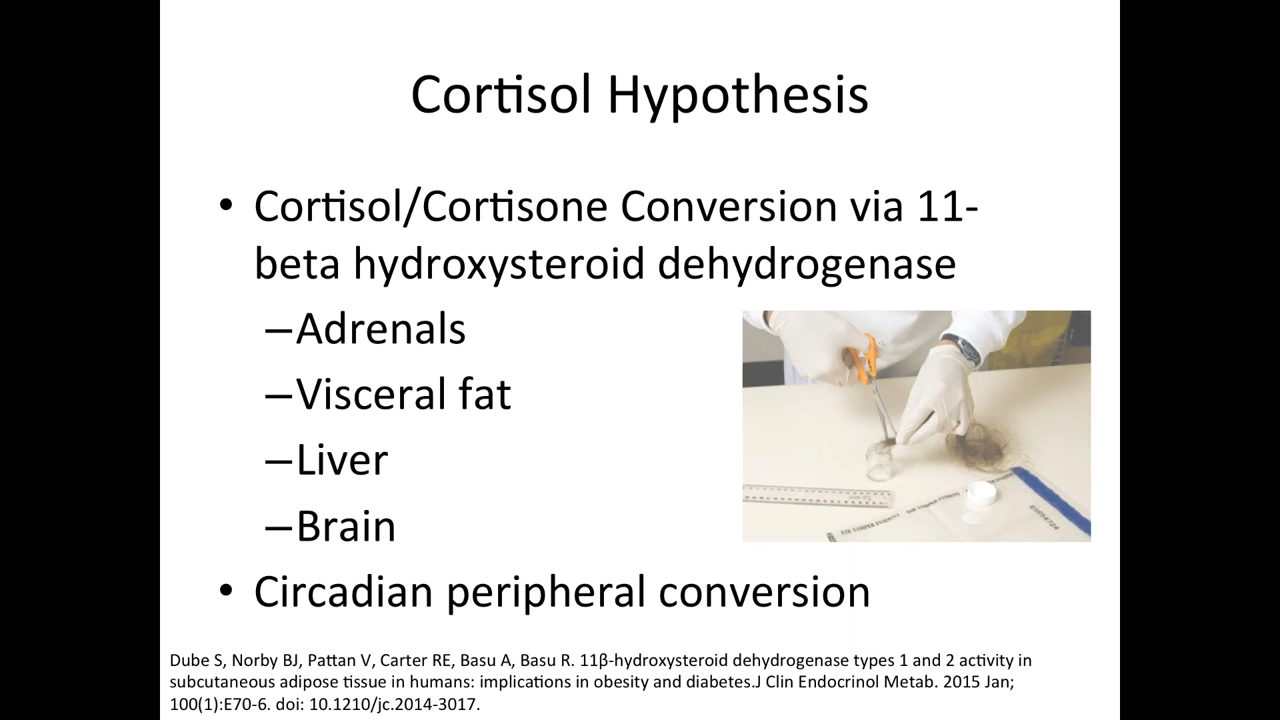 Cortisol Hypothesis
• Cortisol/Cortisone Conversion via 11-
beta hydroxysteroid dehydrogenase
–Adrenals
–Visceral fat
–Liver
–Brain
• Circadian peripheral conversion
Dube S, Norby BJ, Pattan V, Carter RE, Basu A, Basu R. 11β-hydroxysteroid dehydrogenase types 1 and 2 activity in
subcutaneous adipose tissue in humans: implications in obesity and diabetes.J Clin Endocrinol Metab. 2015 Jan;
100(1):E70-6. doi: 10.1210/jc.2014-3017.